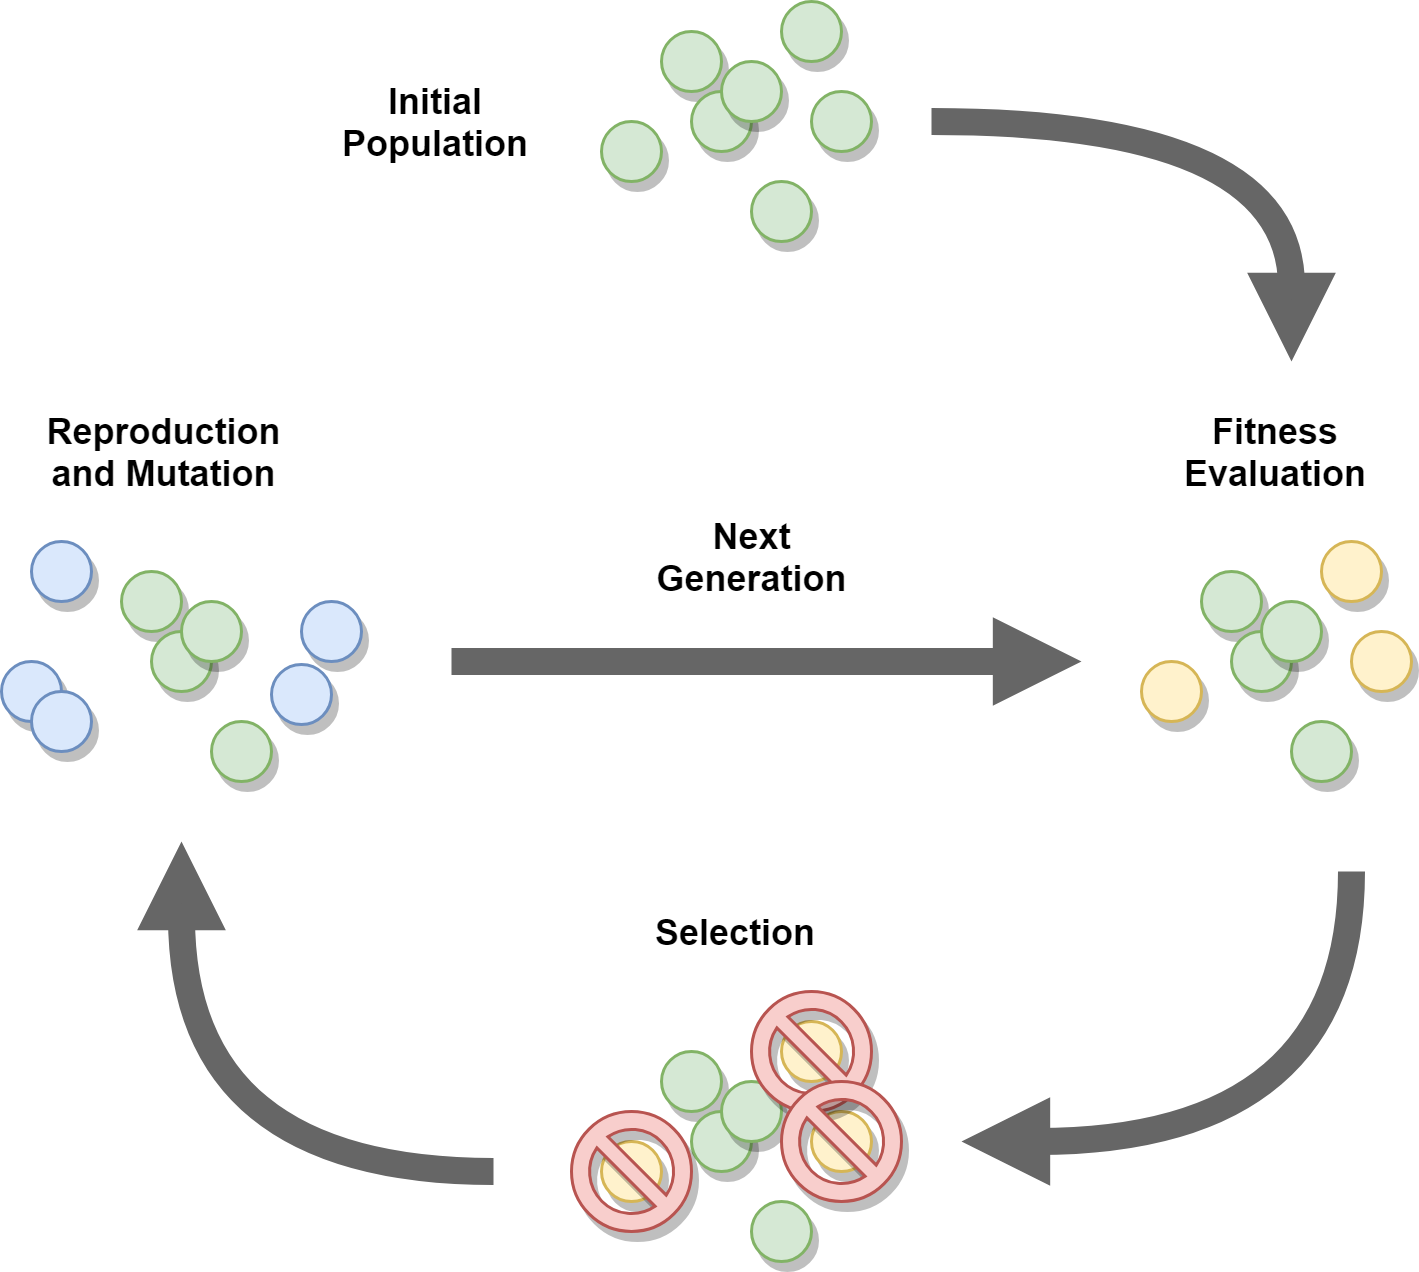 Initial
Population
Reproduction
and Mutation
Fitness
Evaluation
Next
Generation
Selection